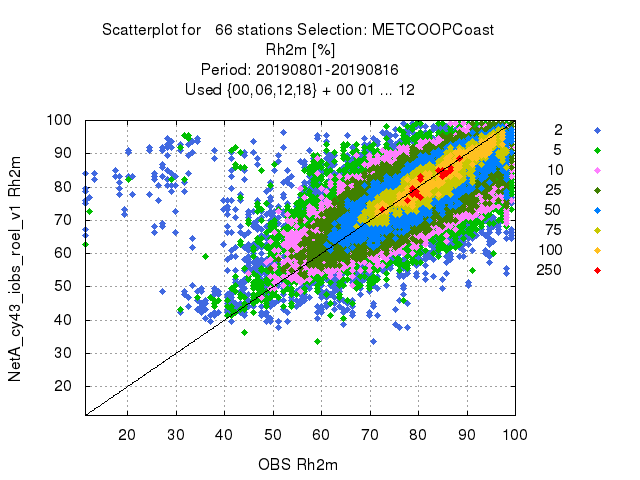 Scatterplot for 66 stations Selection: METCOOPCoast
Rh2m [%]
Period: 20190801-20190816
Used {00,06,12,18} + 00 01 ... 12
NetA_cy43_jobs_roel_v1 Rh2m
100
90
80
70
60
50
40
30
20
20 30 40 50 60 70 80 90 100
OBS Rh2m
2
5
10
25
50
75
100
250